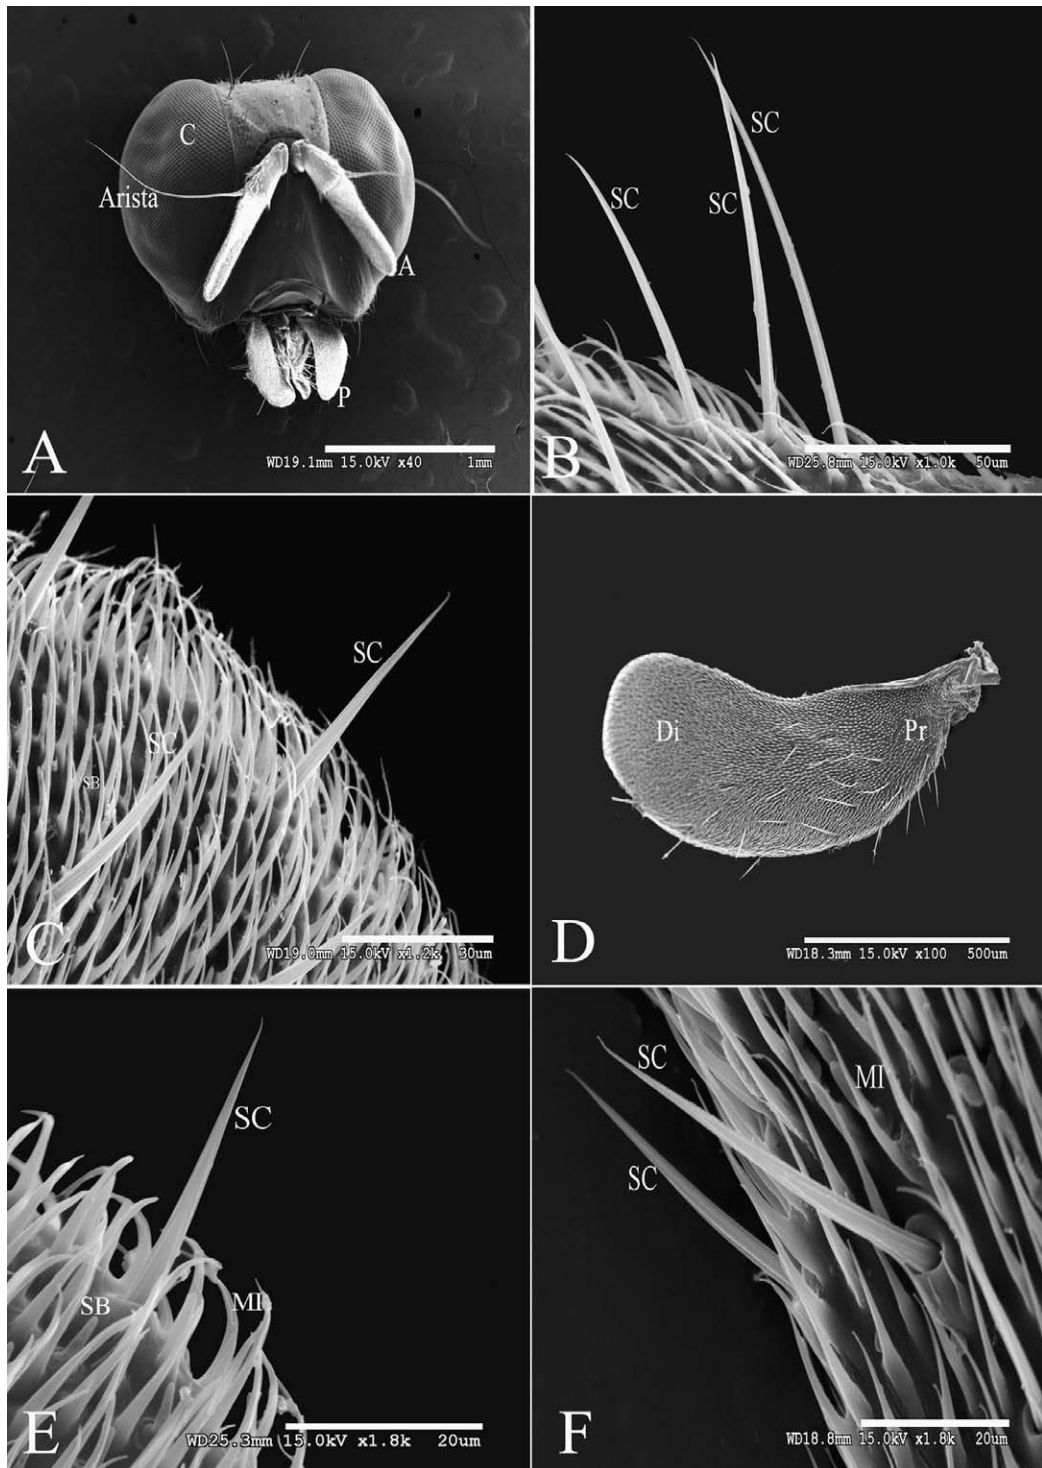 C
Arista
A
P
A
WD19.1mm 15.0kV x40 1mm
SC
SC
SC
B
WD25.8mm 15.0kV x1.0k 50um
SC
SC
SB
C
WD19.0mm 15.0kV x1.2k 30um
Di
Pr
D
WD18.3mm 15.0kV x100 500um
SC
SB
MI
E
WD25.3mm 15.0kV x1.8k 20um
SC
MI
SC
F
WD18.8mm 15.0kV x1.8k 20um